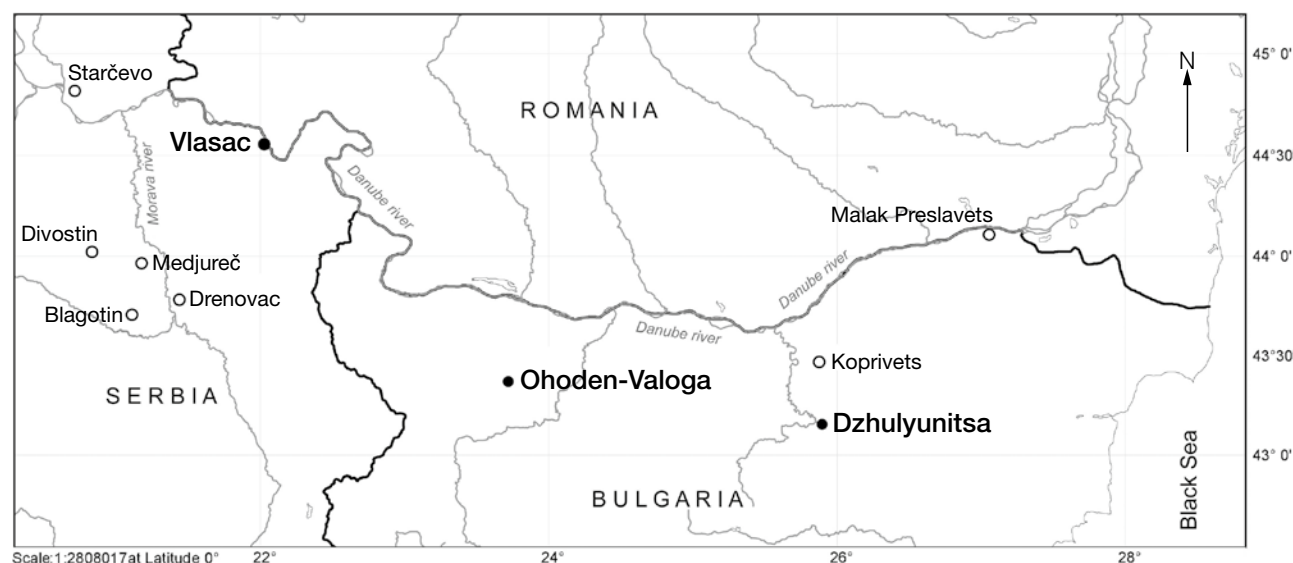 45° 0'
N
Starčevo
ROMANIA
Vlasac
44°30
Morava river
Danube river
Malak Preslavets
Divostin
Medjureč
44° 0'
Danube river
Drenovac
Blagotin
Danube river
43°30
Koprivets
Ohoden-Valoga
SERBIA
Dzhulyunitsa
43° 0'
Black Sea
BULGARIA
Scale:1:2808017at Latitude 0°
22°
24°
26°
28°